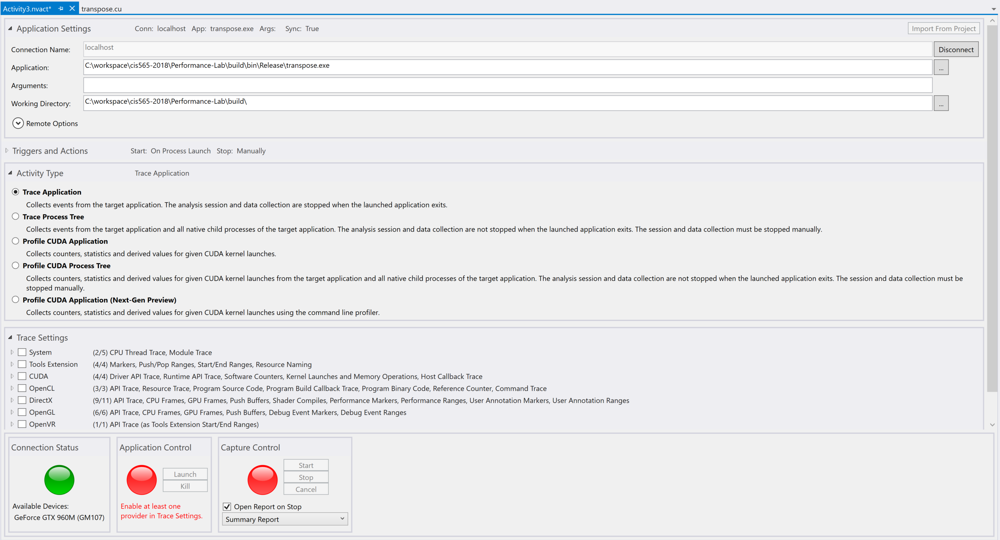 Activity3.nvact* transpose.cu
Application Settings Conn: localhost App: transpose.exe Args: Sync: True Import From Project
Connection Name: localhost Disconnect
Application: C:\workspace\cis565-2018\Performance-Lab\build\bin\Release\transpose.exe ...
Arguments:
Working Directory: C:\workspace\cis565-2018\Performance-Lab\build\ ...
Remote Options
Triggers and Actions Start: On Process Launch Stop: Manually
Activity Type Trace Application
Trace Application
Collects events from the target application. The analysis session and data collection are stopped when the launched application exits.
Trace Process Tree
Collects events from the target application and all native child processes of the target application. The analysis session and data collection are not stopped when the launched application exits. The session and data collection must be stopped manually.
Profile CUDA Application
Collects counters, statistics and derived values for given CUDA kernel launches.
Profile CUDA Process Tree
Collects counters, statistics and derived values for given CUDA kernel launches from the target application and all native child processes of the target application. The analysis session and data collection are not stopped when the launched application exits. The session and data collection must be
stopped manually.
Profile CUDA Application (Next-Gen Preview)
Collects counters, statistics and derived values for given CUDA kernel launches using the command line profiler.
Trace Settings
System (2/5) CPU Thread Trace, Module Trace
Tools Extension (4/4) Markers, Push/Pop Ranges, Start/End Ranges, Resource Naming
CUDA (4/4) Driver API Trace, Runtime API Trace, Software Counters, Kernel Launches and Memory Operations, Host Callback Trace
OpenCL (3/3) API Trace, Resource Trace, Program Source Code, Program Build Callback Trace, Program Binary Code, Reference Counter, Command Trace
DirectX (9/11) API Trace, CPU Frames, GPU Frames, Push Buffers, Shader Compiles, Performance Markers, Performance Ranges, User Annotation Markers, User Annotation Ranges
OpenGL (6/6) API Trace, CPU Frames, GPU Frames, Push Buffers, Debug Event Markers, Debug Event Ranges
OpenVR (1/1) API Trace (as Tools Extension Start/End Ranges)
Connection Status
Available Devices:
GeForce GTX 960M (GM107)
Application Control
Launch
Kill
Enable at least one
provider in Trace Settings.
Capture Control
Start
Stop
Cancel
Open Report on Stop
Summary Report